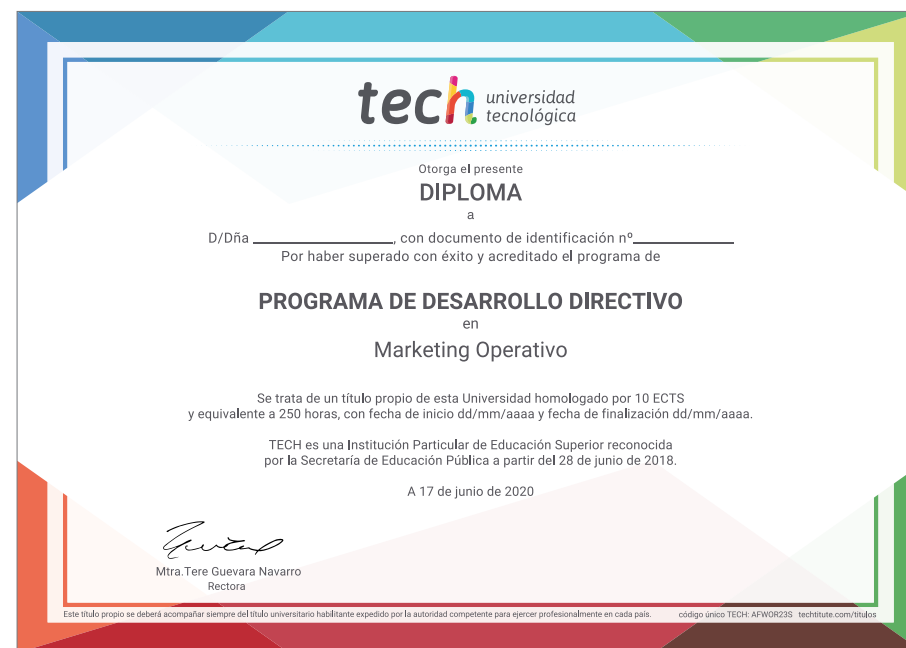 tech universidad
tecnológica
Otorga el presente
DIPLOMA
a
D/Dña ____________________, con documento de identificación nº______________
Por haber superado con éxito y acreditado el programa de
PROGRAMA DE DESARROLLO DIRECTIVO
en
Marketing Operativo
Se trata de un título propio de esta Universidad homologado por 10 ECTS
y equivalente a 250 horas, con fecha de inicio dd/mm/aaaa y fecha de finalización dd/mm/aaaa.
TECH es una Institución Particular de Educación Superior reconocida
por la Secretaría de Educación Pública a partir del 28 de junio de 2018.
A 17 de junio de 2020
Mtra.Tere Guevara Navarro
Rectora
Este título propio se deberá acompañar siempre del título universitario habilitante expedido por la autoridad competente para ejercer profesionalmente en cada país. código único TECH: AFWOR23S techtitute.com/titulos